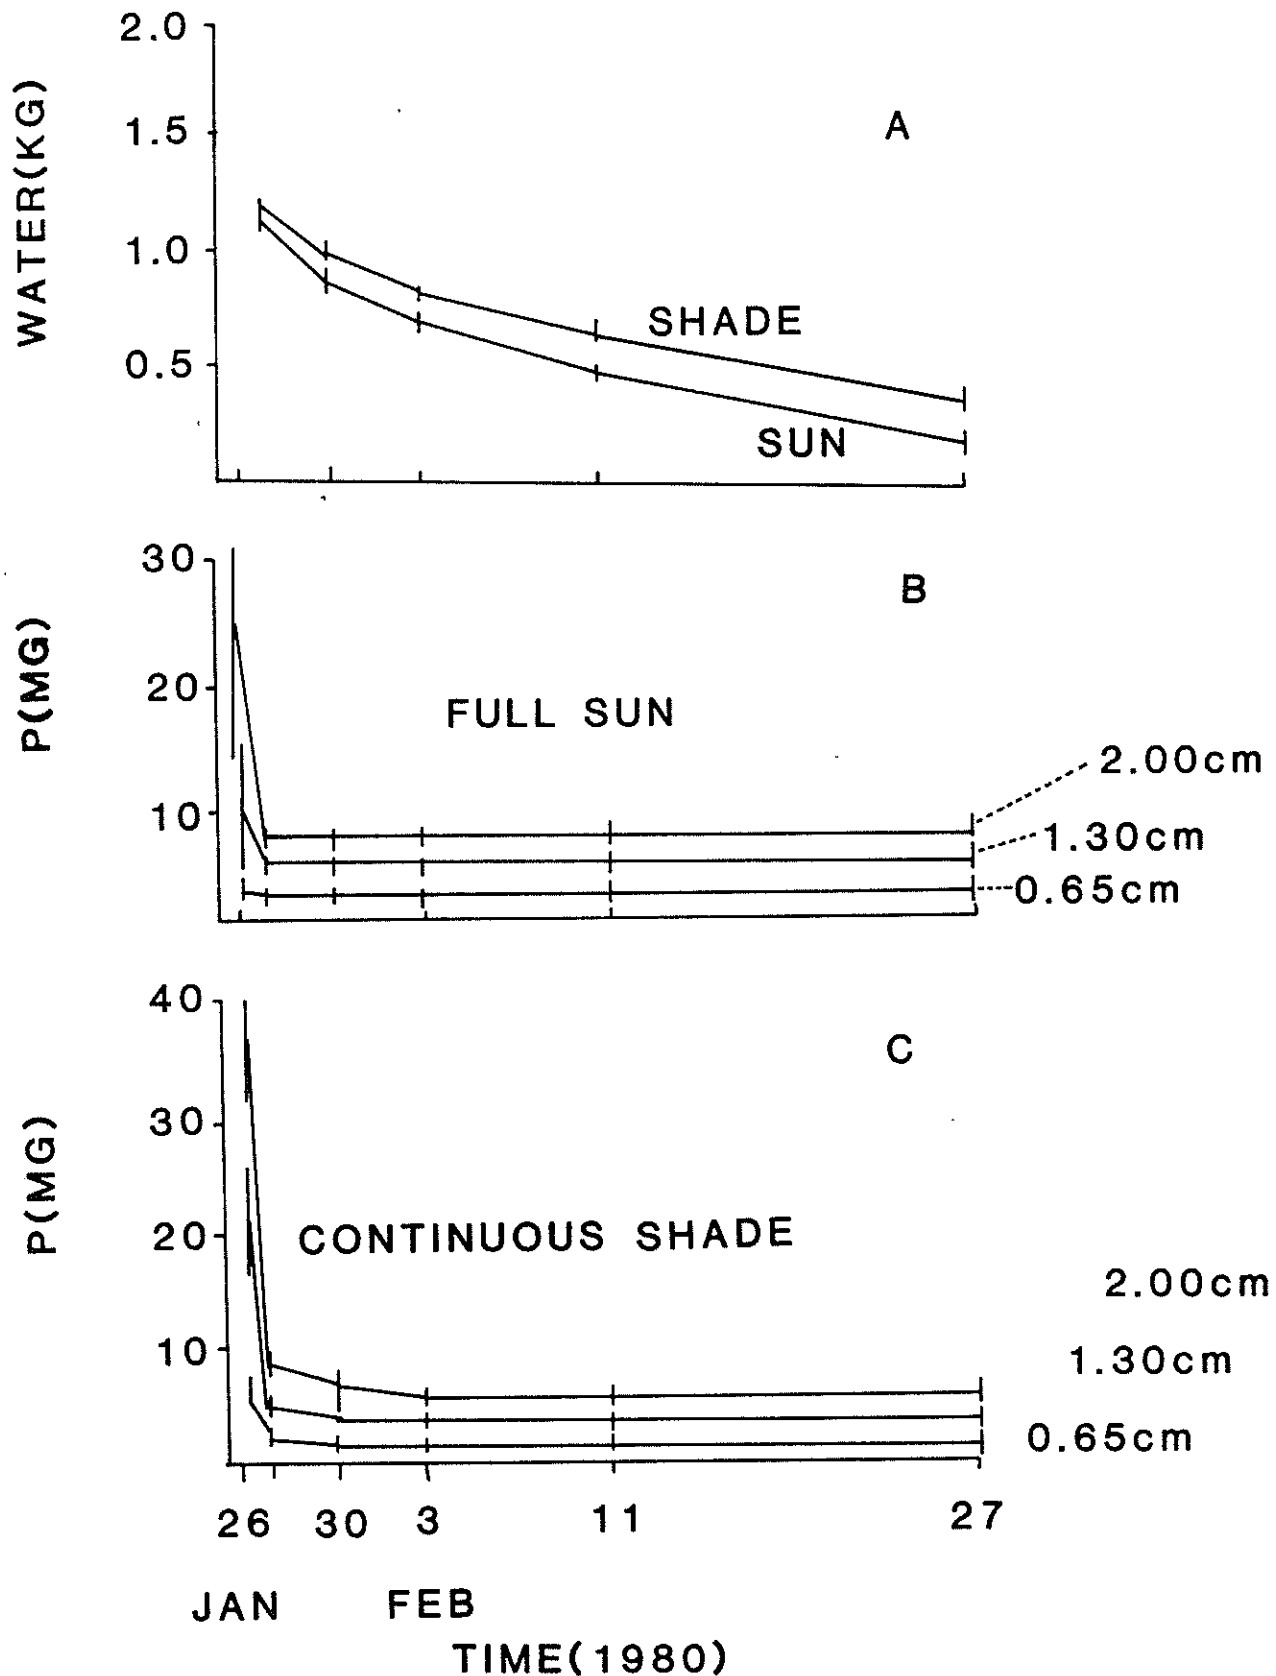 2.0
1.5
1.0
0.5
WATER(KG)
A
SHADE
SUN
30
20
10
P(MG)
B
FULL SUN
2.00cm
1.30cm
0.65cm
40
30
20
10
P(MG)
C
CONTINUOUS SHADE
2.00cm
1.30cm
0.65cm
26 30 3 11 27
JAN FEB
TIME(1980)